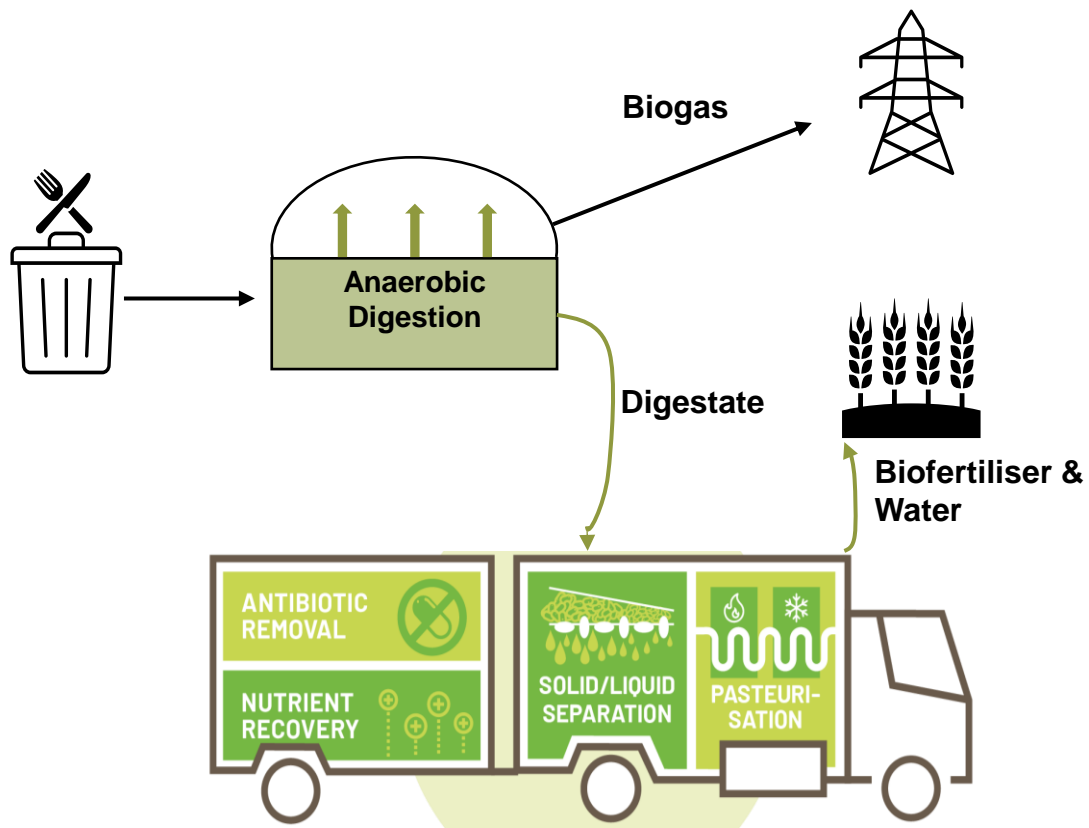 Biogas
Anaerobic
Digestion
Digestate
Biofertiliser &
Water
ANTIBIOTIC
REMOVAL
NUTRIENT
RECOVERY
SOLID/LIQUID
SEPARATION
PASTEURI-
SATION